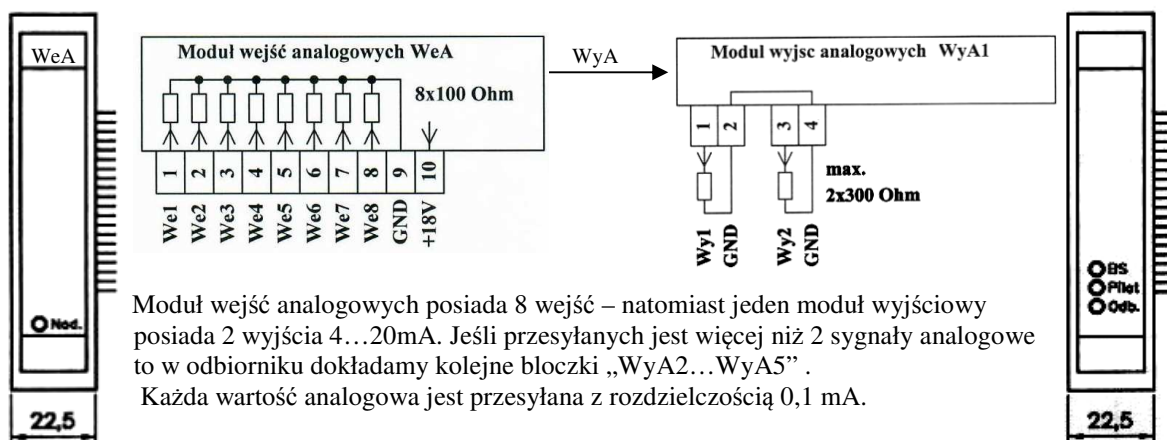 WeA
Nad.
22,5
Moduł wejść analogowych WeA
8x100 Ohm
1 2 3 4 5 6 7 8 9 10
We1 We2 We3 We4 We5 We6 We7 We8 GND +18V
WyA
Modul wyjsc analogowych WyA1
1 2 3 4
max.
2x300 Ohm
Wy1 GND Wy2 GND
BS
Pilot
Odb.
22,5
Moduł wejść analogowych posiada 8 wejść – natomiast jeden moduł wyjściowy
posiada 2 wyjścia 4…20mA. Jeśli przesyłanych jest więcej niż 2 sygnały analogowe
to w odbiorniku dokładamy kolejne bloczki „WyA2…WyA5” .
Każda wartość analogowa jest przesyłana z rozdzielczością 0,1 mA.